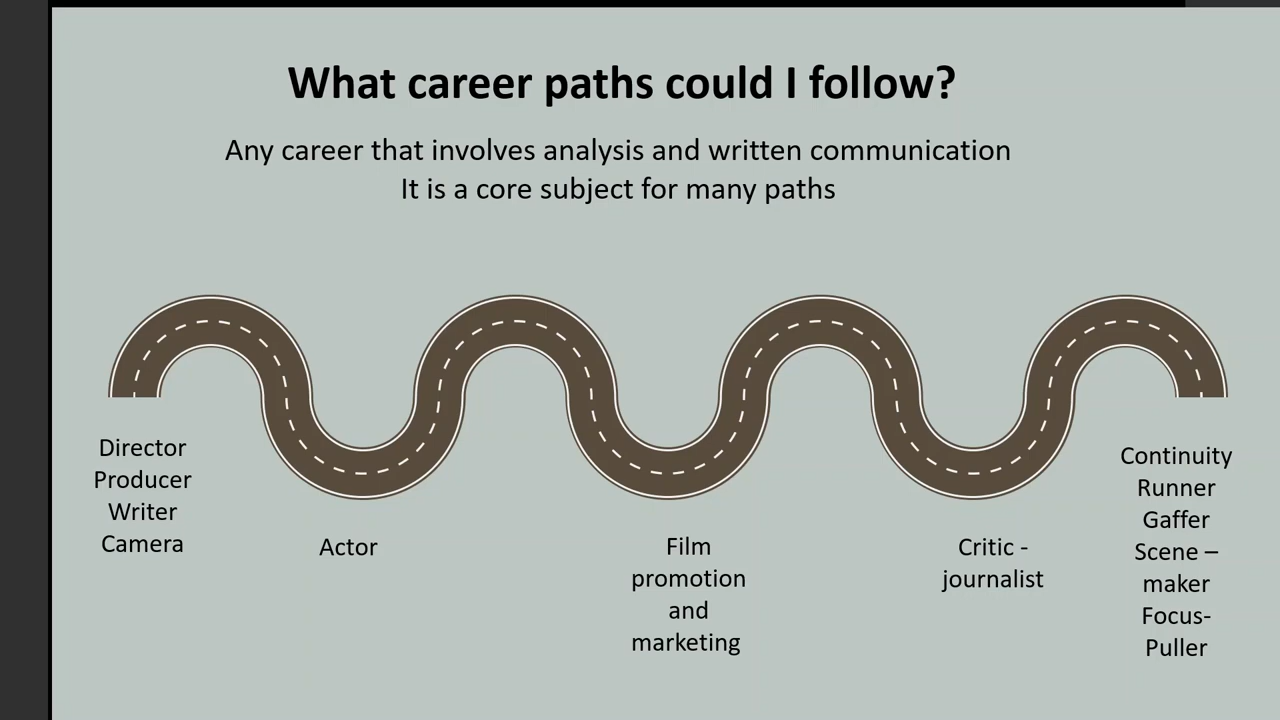 What career paths could I follow?
Any career that involves analysis and written communication
It is a core subject for many paths
Director
Producer
Writer
Camera
Actor
Film
promotion
and
marketing
Critic -
journalist
Continuity
Runner
Gaffer
Scene –
maker
Focus-
Puller